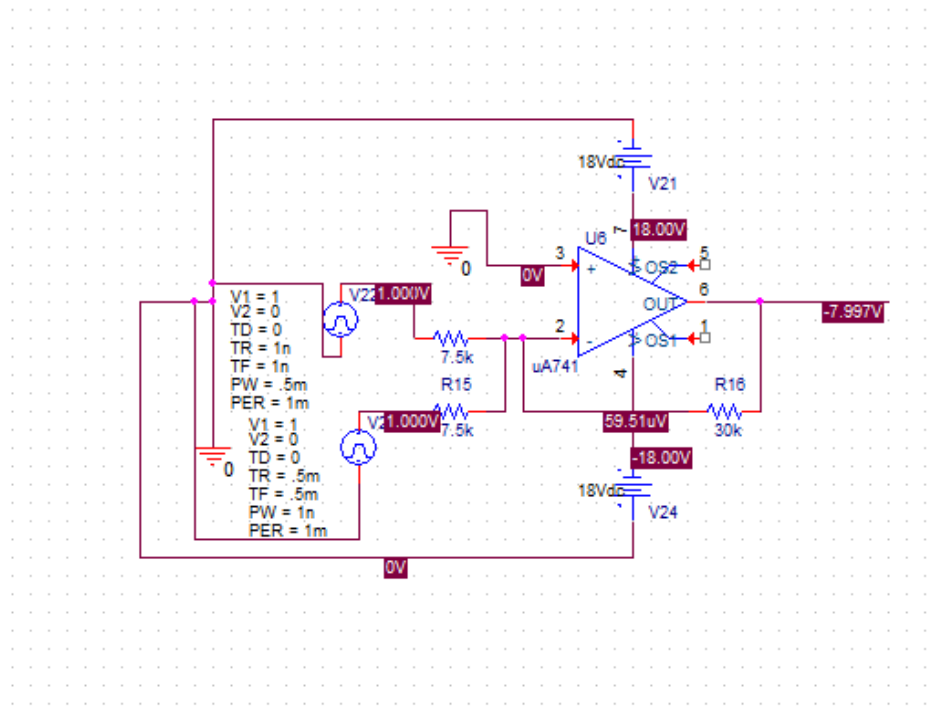 18Vdc
V21
7
18.00V
U6
3
+
5
OS2
0
0V
6
OUT
-7.997V
V1 = 1
V2 = 0
TD = 0
TR = 1n
TF = 1n
PW = .5m
PER = 1m
V22
1.000V
2
-
1
OS1
7.5k
uA741
4
R15
R16
1.000V
7.5k
59.51uV
30k
0
V1 = 1
V2 = 0
TD = 0
TR = .5m
TF = .5m
PW = 1n
PER = 1m
-18.00V
18Vdc
V24
0V